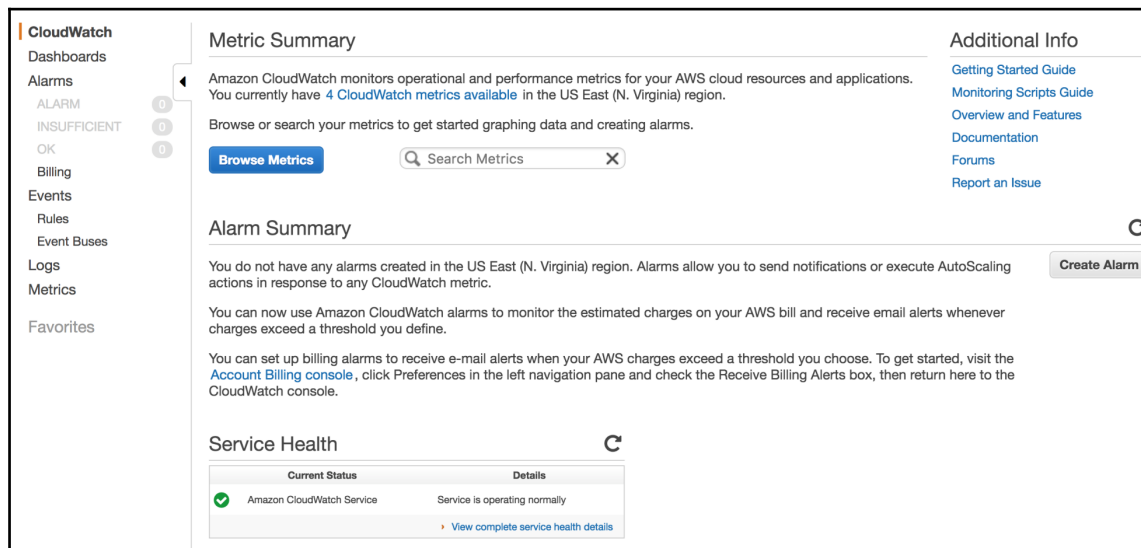 CloudWatch
Dashboards
Alarms
ALARM 0
INSUFFICIENT 0
OK 0
Billing
Events
Rules
Event Buses
Logs
Metrics
Favorites
Metric Summary
Amazon CloudWatch monitors operational and performance metrics for your AWS cloud resources and applications.
You currently have 4 CloudWatch metrics available in the US East (N. Virginia) region.
Browse or search your metrics to get started graphing data and creating alarms.
Browse Metrics
Search Metrics
Additional Info
Getting Started Guide
Monitoring Scripts Guide
Overview and Features
Documentation
Forums
Report an Issue
Alarm Summary
You do not have any alarms created in the US East (N. Virginia) region. Alarms allow you to send notifications or execute AutoScaling
actions in response to any CloudWatch metric.
Create Alarm
You can now use Amazon CloudWatch alarms to monitor the estimated charges on your AWS bill and receive email alerts whenever
charges exceed a threshold you define.
You can set up billing alarms to receive e-mail alerts when your AWS charges exceed a threshold you choose. To get started, visit the
Account Billing console, click Preferences in the left navigation pane and check the Receive Billing Alerts box, then return here to the
CloudWatch console.
Service Health
Current Status Details
Amazon CloudWatch Service Service is operating normally
View complete service health details